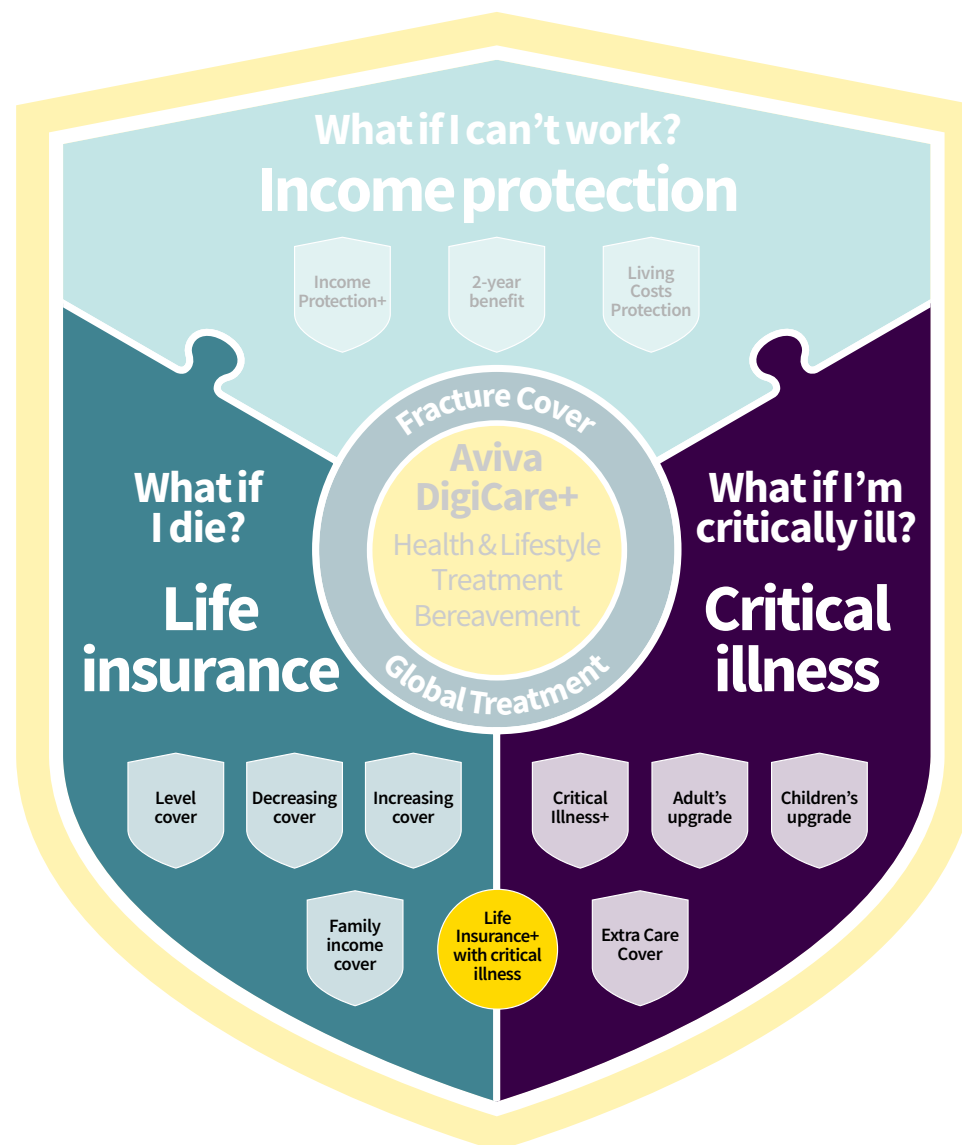 What if I can’t work?
Income protection
Income
Protection+
2-year
benefit
Living
Costs
Protection
Fracture Cover
Aviva
DigiCare+
Health & Lifestyle
Treatment
Bereavement
Global Treatment
What if
I die?
Life
insurance
What if I’m
critically ill?
Critical
illness
Level
cover
Decreasing
cover
Increasing
cover
Critical
Illness+
Adult’s
upgrade
Children’s
upgrade
Family
income
cover
Life
Insurance+
with critical
illness
Extra Care
Cover